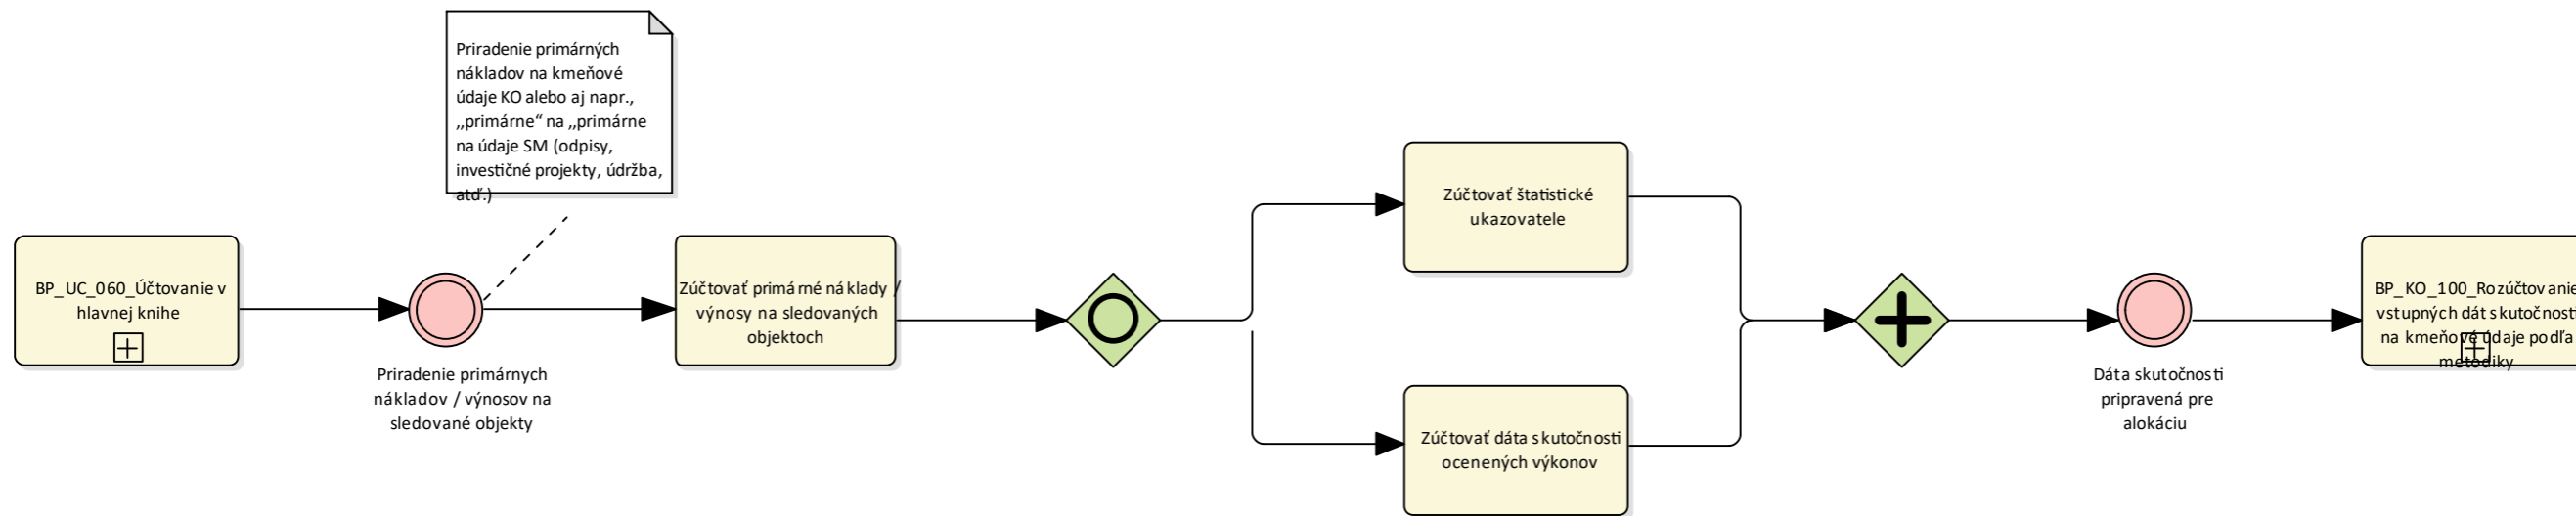 Priradenie primárných
nákladov na kmeňové
údaje KO alebo aj napr.,
„primárne“ na „primárne
na údaje SM (odpisy,
investičné projekty, údržba,
atď.)
BP_UC_060_Účtovanie v
hlavnej knihe
Priradenie primárnych
nákladov / výnosov na
sledované objekty
Zúčtovať primárné náklady /
výnosy na sledovaných
objektoch
Zúčtovať štatistické
ukazovatele
Zúčtovať dáta skutočnosti
ocenených výkonov
Dáta skutočnosti
pripravená pre
alokáciu
BP_KO_100_Rozúčtovanie
vstupných dát skutočnosti
na kmeňové údaje podľa
metodiky